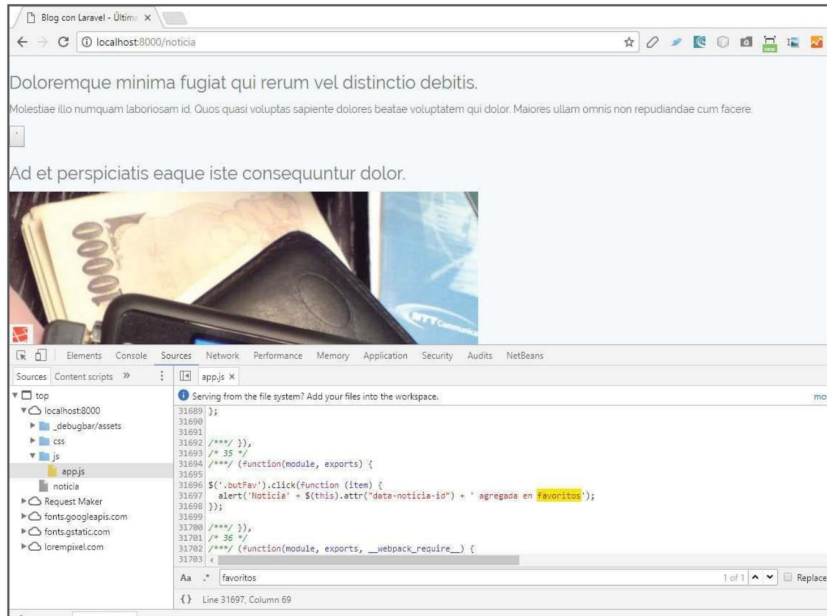 Blog con Laravel - Última
localhost:8000/noticia
Doloremque minima fugiat qui rerum vel distinctio debitis.
Molestiae illo numquam laboriosam id. Quos quasi voluptas sapiente dolores beatae voluptatem qui dolor. Maiores ullam omnis non repudiandae cum facere.
Ad et perspiciatis eaque iste consequuntur dolor.
10000
NTT Communica
Elements Console Sources Network Performance Memory Application Security Audits NetBeans
Sources Content scripts » app.js ×
top
Serving from the file system? Add your files into the workspace. mo
localhost:8000
_debugbar/assets
css
js
app.js
noticia
Request Maker
fonts.googleapis.com
fonts.gstatic.com
lorempixel.com
31689 };
31690
31691
31692 /***/ }),
31693 /* 35 */
31694 /***/ (function(module, exports) {
31695
31696 $('.butFav').click(function (item) {
31697 alert('Noticia' + $(this).attr("data-noticia-id") + ' agregada en favoritos');
31698 });
31699
31700 /***/ }),
31701 /* 36 */
31702 /***/ (function(module, exports, __webpack_require__) {
31703
Aa .* favoritos 1 of 1 Replace
{} Line 31697, Column 69